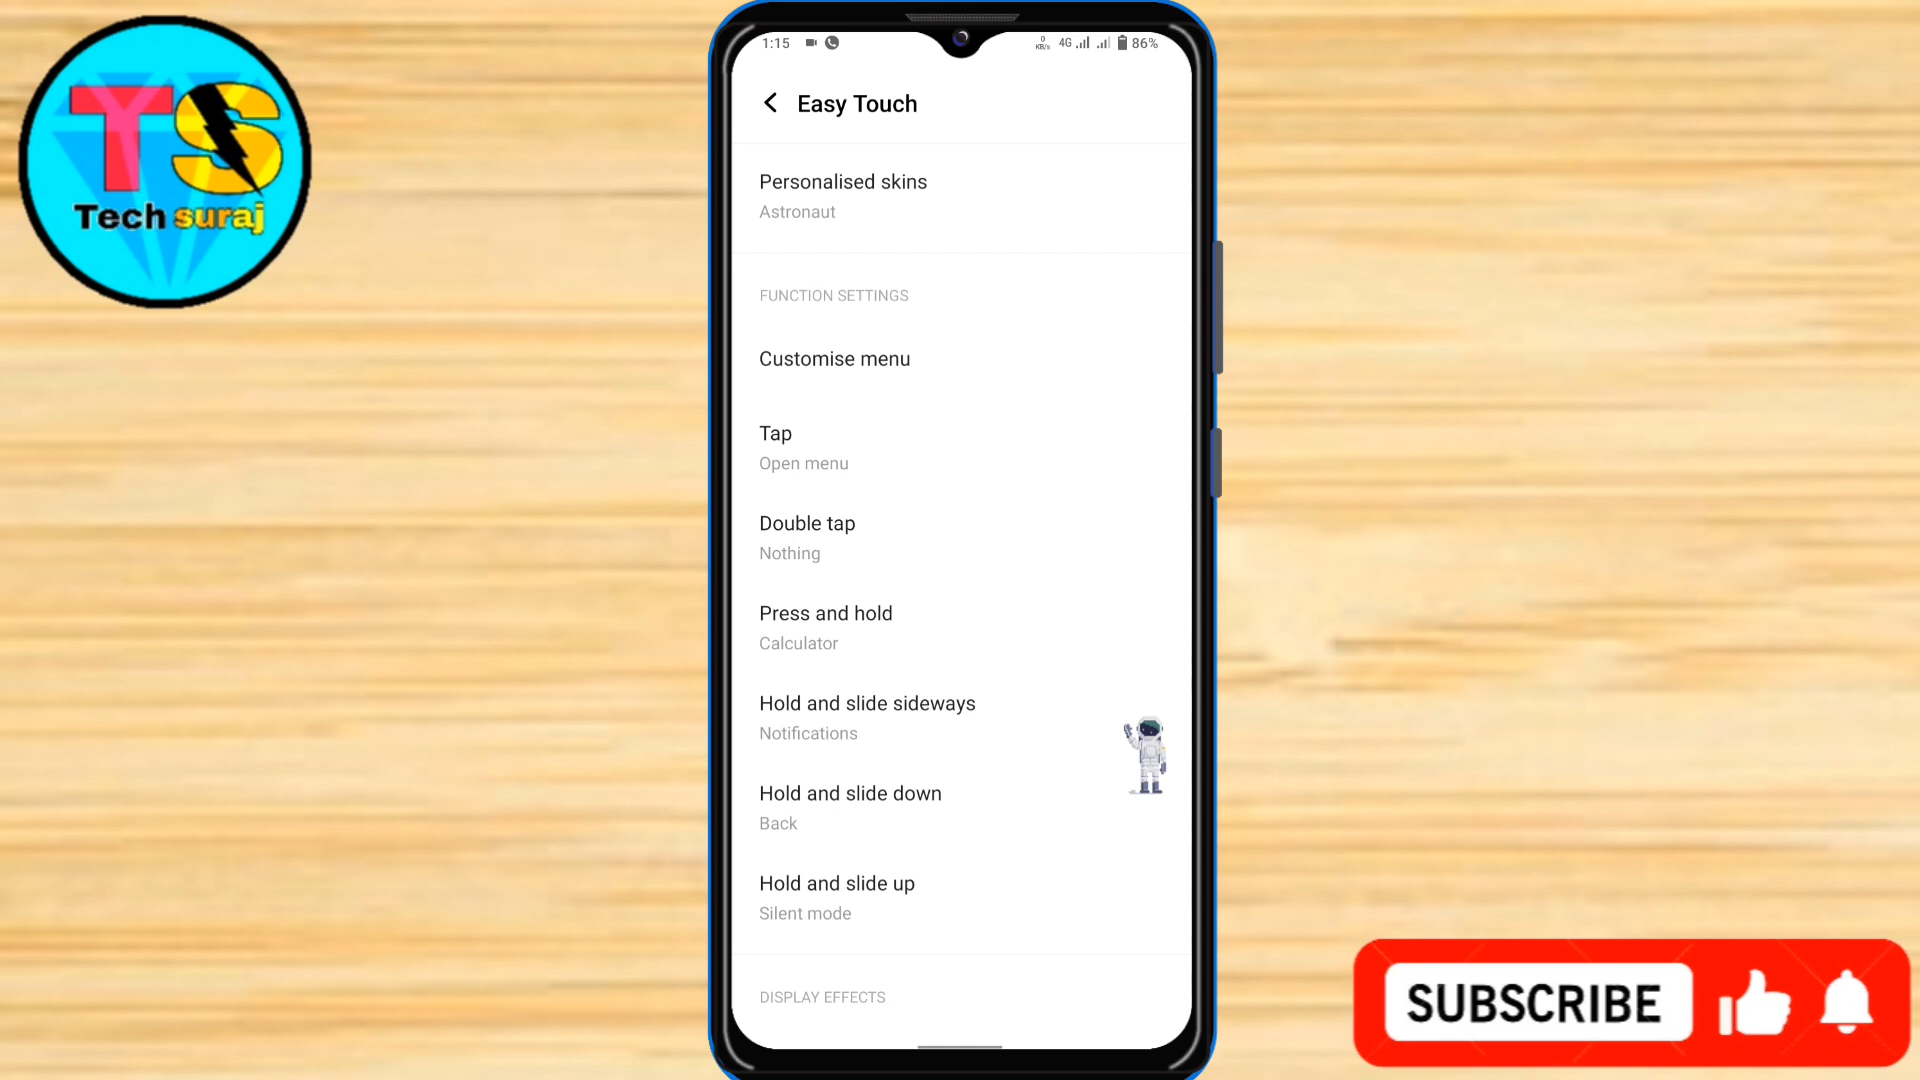 TS
Tech suraj
1:15
0 KB/s 4G 86%
Easy Touch
Personalised skins
Astronaut
FUNCTION SETTINGS
Customise menu
Tap
Open menu
Double tap
Nothing
Press and hold
Calculator
Hold and slide sideways
Notifications
Hold and slide down
Back
Hold and slide up
Silent mode
DISPLAY EFFECTS
SUBSCRIBE